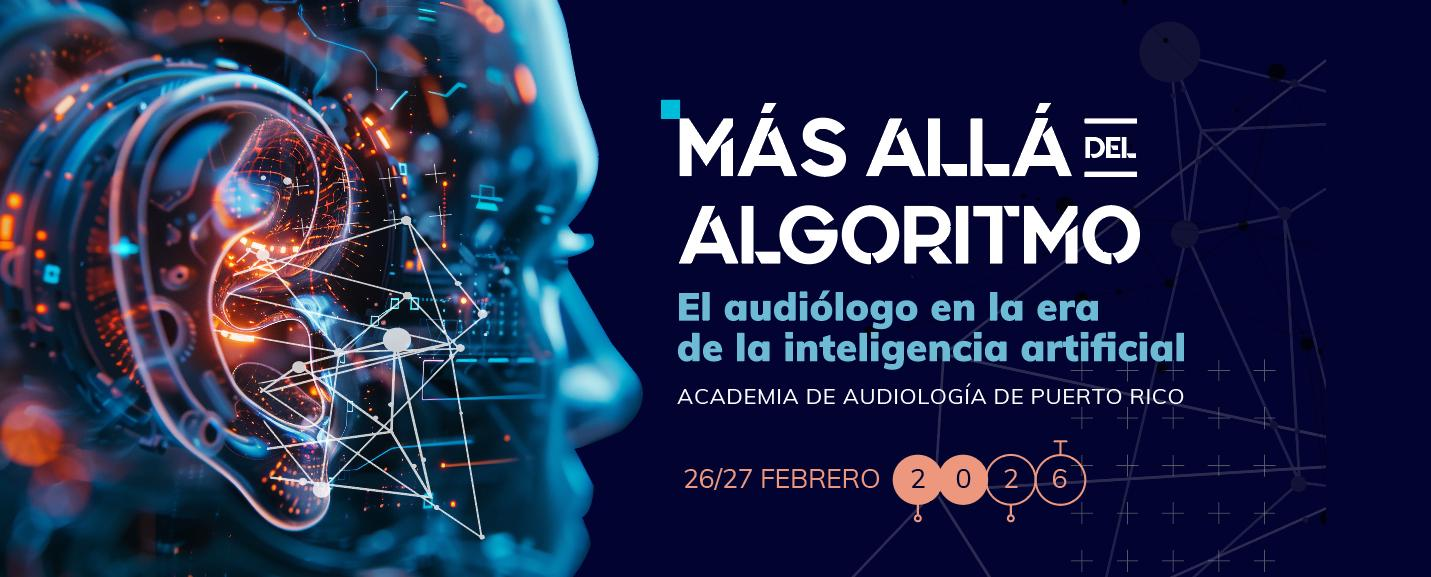 MÁS ALLÁ DEL
ALGORITMO
El audiólogo en la era
de la inteligencia artificial
ACADEMIA DE AUDIOLOGÍA DE PUERTO RICO
26/27 FEBRERO 2026